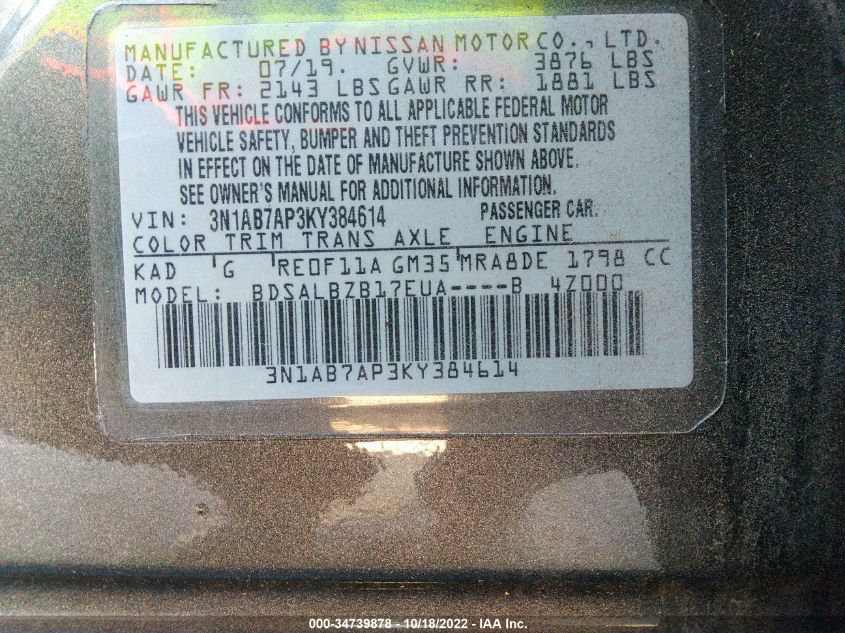 MANUFACTURED BY NISSAN MOTOR CO., LTD.
DATE: 07/19. GVWR: 3876 LBS
GAWR FR: 2143 LBS GAWR RR: 1881 LBS
THIS VEHICLE CONFORMS TO ALL APPLICABLE FEDERAL MOTOR
VEHICLE SAFETY, BUMPER AND THEFT PREVENTION STANDARDS
IN EFFECT ON THE DATE OF MANUFACTURE SHOWN ABOVE.
SEE OWNER'S MANUAL FOR ADDITIONAL INFORMATION.
VIN: 3N1AB7AP3KY384614 PASSENGER CAR.
COLOR TRIM TRANS AXLE ENGINE
KAD G RE0F11A GM35 MRA8DE 1798 CC
MODEL: BDSALBZB17EUA----B 4Z000
3N1AB7AP3KY384614
000-34739878 - 10/18/2022 - IAA Inc.